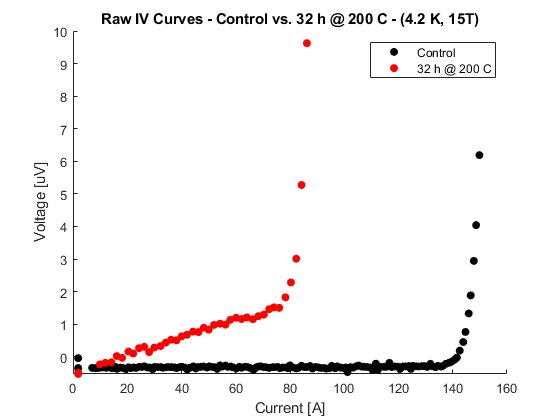 Raw IV Curves - Control vs. 32 h @ 200 C - (4.2 K, 15T)
Control
32 h @ 200 C
10
9
8
7
6
5
4
3
2
1
0
Voltage [uV]
0 20 40 60 80 100 120 140 160
Current [A]